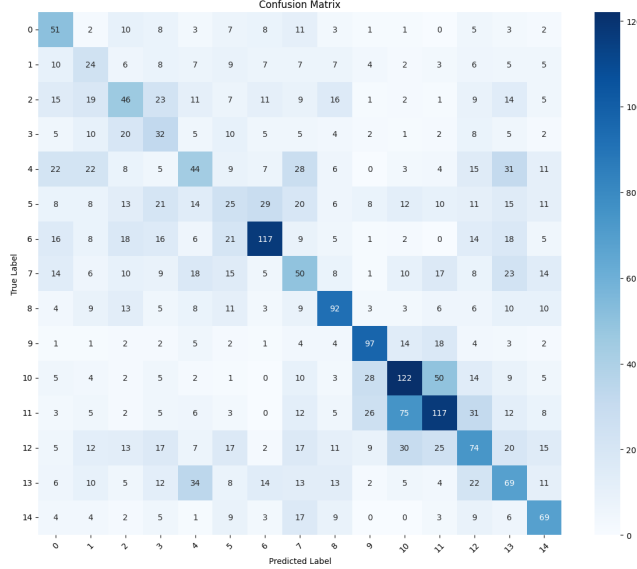 Confusion Matrix
0 51 2 10 8 3 7 8 11 3 1 1 0 5 3 2
1 10 24 6 8 7 9 7 7 7 4 2 3 6 5 5
2 15 19 46 23 11 7 11 9 16 1 2 1 9 14 5
3 5 10 20 32 5 10 5 5 4 2 1 2 8 5 2
4 22 22 8 5 44 9 7 28 6 0 3 4 15 31 11
5 8 8 13 21 14 25 29 20 6 8 12 10 11 15 11
6 16 8 18 16 6 21 117 9 5 1 2 0 14 18 5
7 14 6 10 9 18 15 5 50 8 1 10 17 8 23 14
8 4 9 13 5 8 11 3 9 92 3 3 6 6 10 10
9 1 1 2 2 5 2 1 4 4 97 14 18 4 3 2
10 5 4 2 5 2 1 0 10 3 28 122 50 14 9 5
11 3 5 2 5 6 3 0 12 5 26 75 117 31 12 8
12 5 12 13 17 7 17 2 17 11 9 30 25 74 20 15
13 6 10 5 12 34 8 14 13 13 2 5 4 22 69 11
14 4 4 2 5 1 9 3 17 9 0 0 3 9 6 69
0 1 2 3 4 5 6 7 8 9 10 11 12 13 14
Predicted Label
True Label
120
100
80
60
40
20
0